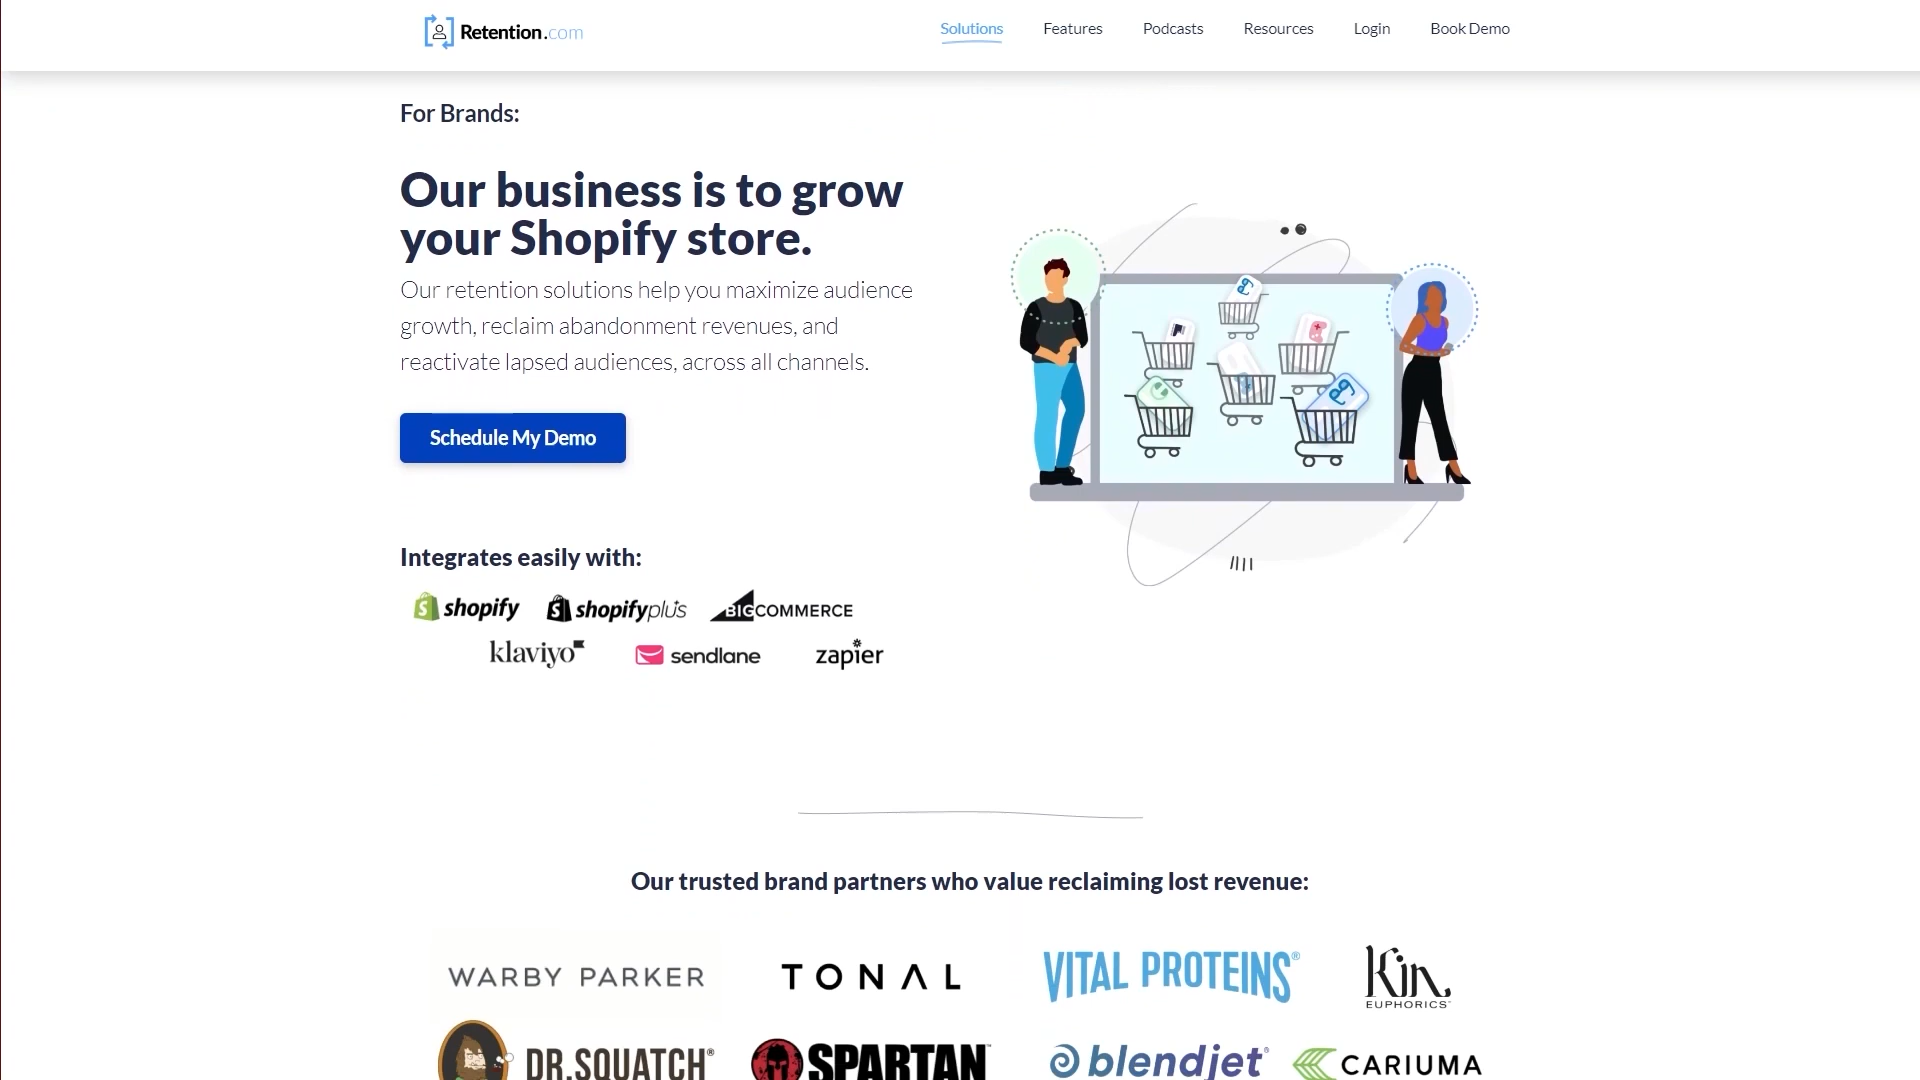 Retention.com
Solutions
Features
Podcasts
Resources
Login
Book Demo
For Brands:
Our business is to grow
your Shopify store.
Our retention solutions help you maximize audience
growth, reclaim abandonment revenues, and
reactivate lapsed audiences, across all channels.
Schedule My Demo
Integrates easily with:
shopify
shopifyplus
BIGCOMMERCE
klaviyo
sendlane
zapier
Our trusted brand partners who value reclaiming lost revenue:
WARBY PARKER
TONAL
VITAL PROTEINS®
Kin
EUPHORICS™
DR.SQUATCH®
SPARTAN™
blendjet®
CARIUMA